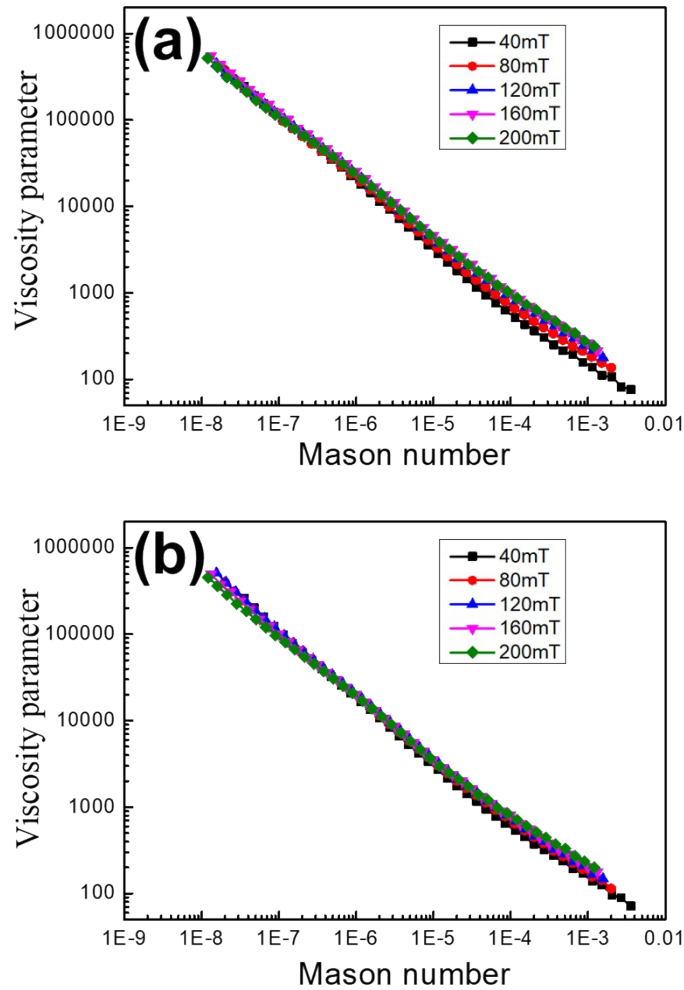 (a)
40mT
80mT
120mT
160mT
200mT
Viscosity parameter
1000000
100000
10000
1000
100
1E-9 1E-8 1E-7 1E-6 1E-5 1E-4 1E-3 0.01
Mason number
(b)
40mT
80mT
120mT
160mT
200mT
Viscosity parameter
1000000
100000
10000
1000
100
1E-9 1E-8 1E-7 1E-6 1E-5 1E-4 1E-3 0.01
Mason number